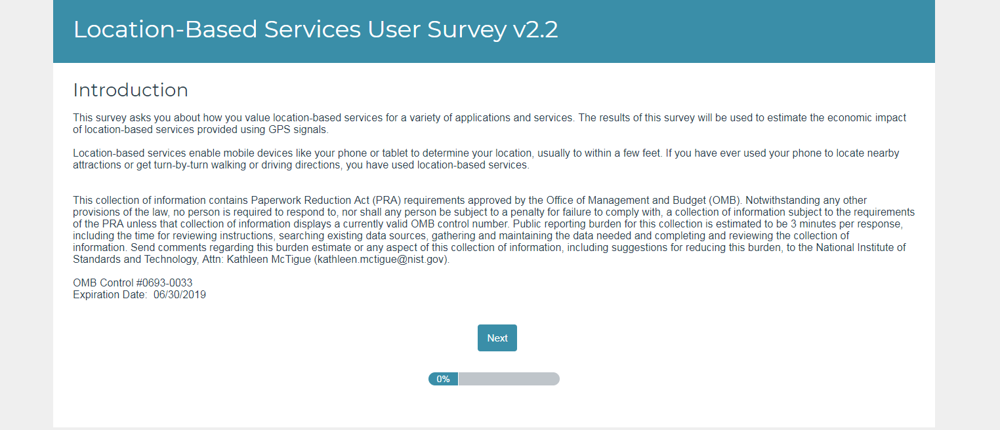 Location-Based Services User Survey v2.2
Introduction
This survey asks you about how you value location-based services for a variety of applications and services. The results of this survey will be used to estimate the economic impact
of location-based services provided using GPS signals.
Location-based services enable mobile devices like your phone or tablet to determine your location, usually to within a few feet. If you have ever used your phone to locate nearby
attractions or get turn-by-turn walking or driving directions, you have used location-based services.
This collection of information contains Paperwork Reduction Act (PRA) requirements approved by the Office of Management and Budget (OMB). Notwithstanding any other
provisions of the law, no person is required to respond to, nor shall any person be subject to a penalty for failure to comply with, a collection of information subject to the requirements
of the PRA unless that collection of information displays a currently valid OMB control number. Public reporting burden for this collection is estimated to be 3 minutes per response,
including the time for reviewing instructions, searching existing data sources, gathering and maintaining the data needed and completing and reviewing the collection of
information. Send comments regarding this burden estimate or any aspect of this collection of information, including suggestions for reducing this burden, to the National Institute of
Standards and Technology, Attn: Kathleen McTigue (kathleen.mctigue@nist.gov).
OMB Control #0693-0033
Expiration Date:  06/30/2019
Next
0%